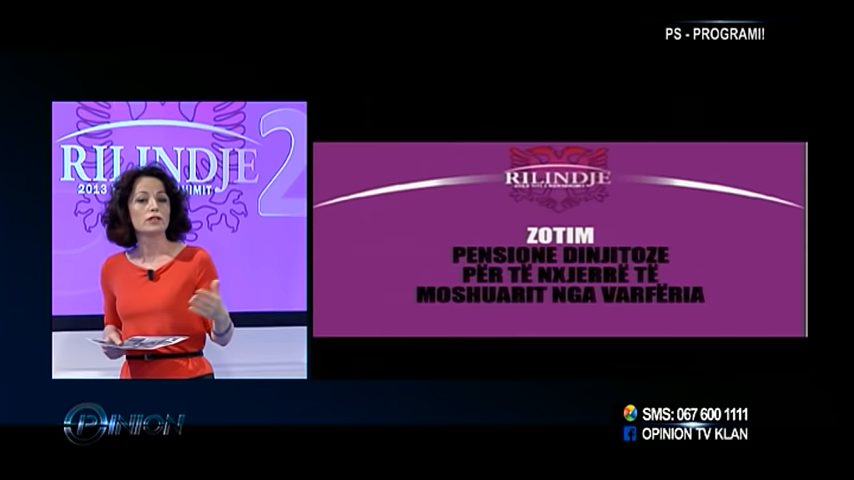 PS - PROGRAMI!
RILINDJE
2
2013
RILINDJE
ZOTIM
PENSIONE DINJITOZE
PËR TË NXJERRË TË
MOSHUARIT NGA VARFËRIA
OPINION
SMS: 067 600 1111
OPINION TV KLAN